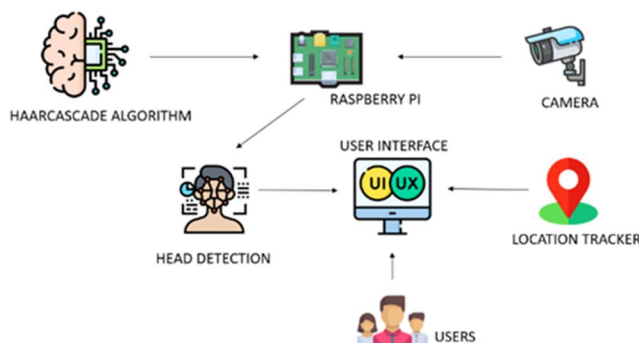 HAARCASCADE ALGORITHM
RASPBERRY PI
CAMERA
USER INTERFACE
UI UX
HEAD DETECTION
LOCATION TRACKER
USERS